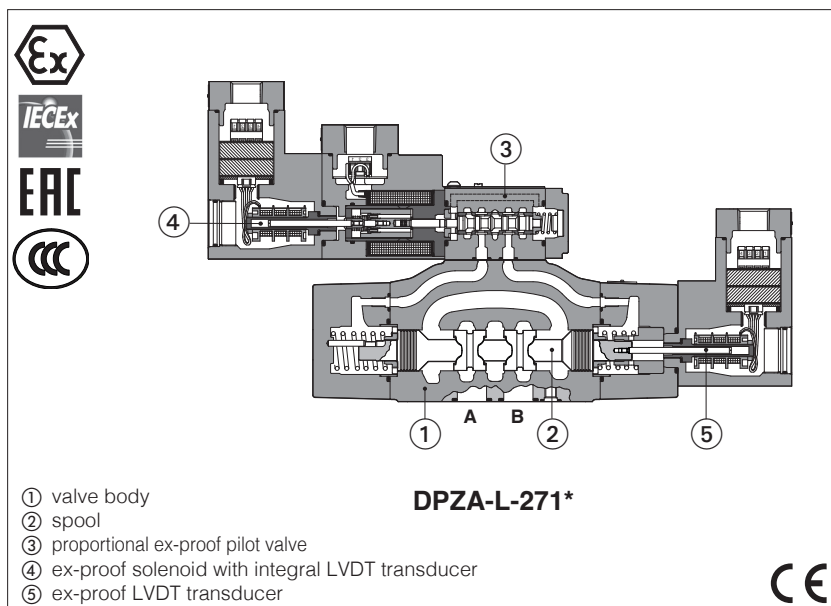 Ex
IECEx
EAC
CCC
3
4
1
A
B
2
5
DPZA-L-271*
① valve body
② spool
③ proportional ex-proof pilot valve
④ ex-proof solenoid with integral LVDT transducer
⑤ ex-proof LVDT transducer
CE